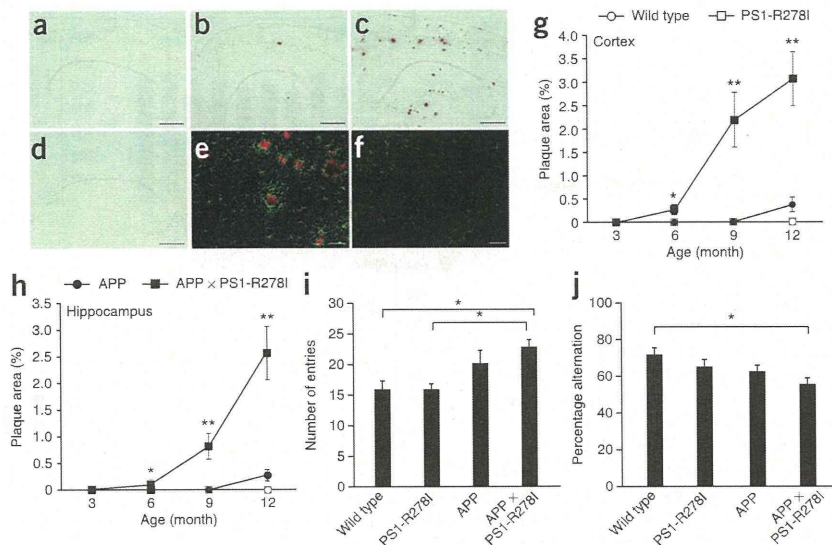 a
b
c
d
e
f
g
Wild type
PS1-R278I
Cortex
**
**
*
Plaque area (%)
4.0
3.5
3.0
2.5
2.0
1.5
1.0
0.5
0
3
6
9
12
Age (month)
h
APP
APP × PS1-R278I
Hippocampus
**
**
*
Plaque area (%)
3.5
3.0
2.5
2.0
1.5
1.0
0.5
0
3
6
9
12
Age (month)
i
*
*
Number of entries
30
25
20
15
10
5
0
Wild type
PS1-R278I
APP
APP +
PS1-R278I
j
*
Percentage alternation
100
80
60
40
20
0
Wild type
PS1-R278I
APP
APP +
PS1-R278I